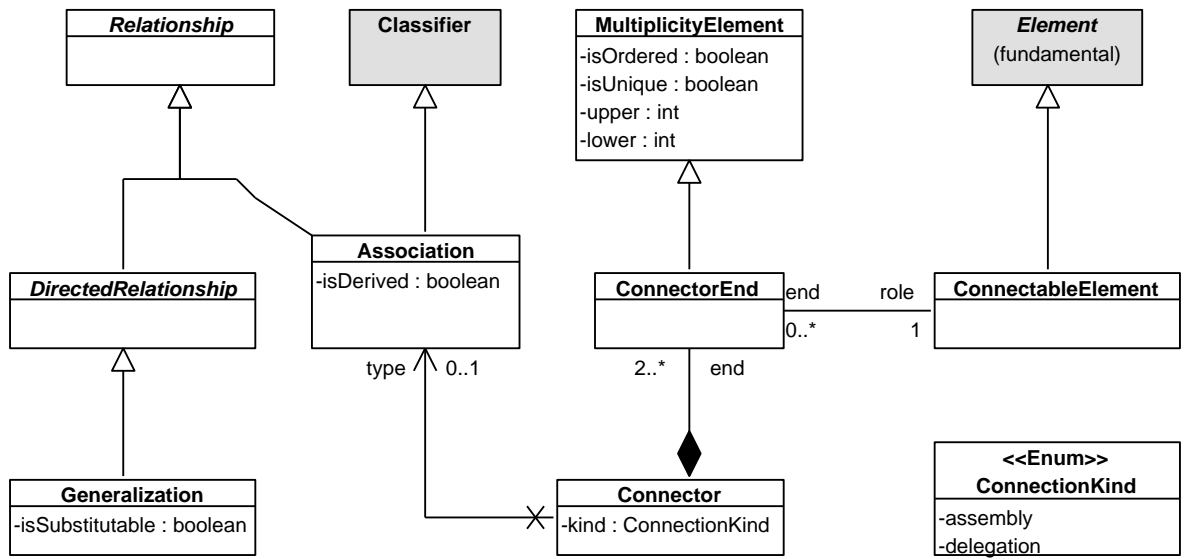 Relationship
Classifier
MultiplicityElement
-isOrdered : boolean
-isUnique : boolean
-upper : int
-lower : int
Element
(fundamental)
Association
-isDerived : boolean
DirectedRelationship
ConnectorEnd
end
role
0..*
1
ConnectableElement
type
0..1
2..*
end
Generalization
-isSubstitutable : boolean
Connector
-kind : ConnectionKind
<<Enum>>
ConnectionKind
-assembly
-delegation